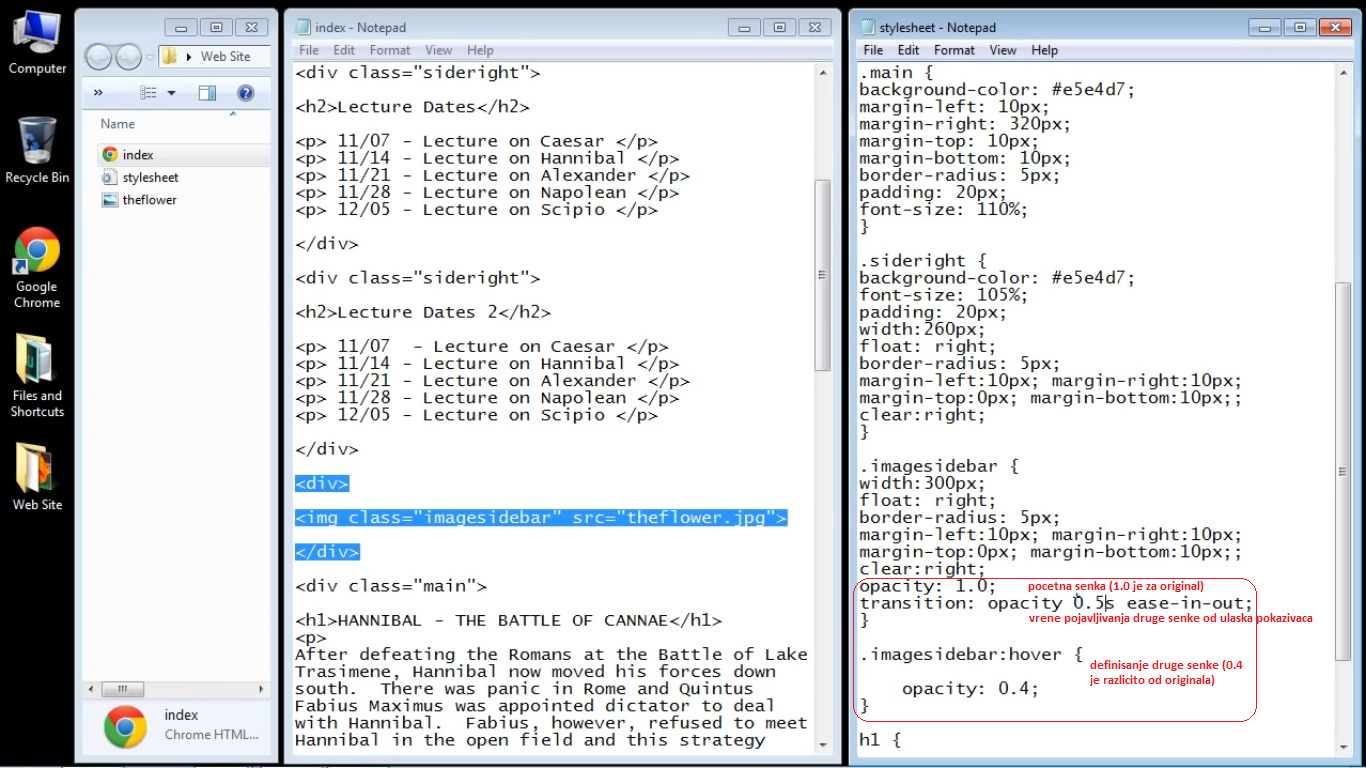 Computer
Recycle Bin
Google
Chrome
Files and
Shortcuts
Web Site
Web Site
»
Name
index
stylesheet
theflower
index
Chrome HTML...
index - Notepad
File Edit Format View Help
<div class="sideright">
<h2>Lecture Dates</h2>
<p> 11/07 - Lecture on Caesar </p>
<p> 11/14 - Lecture on Hannibal </p>
<p> 11/21 - Lecture on Alexander </p>
<p> 11/28 - Lecture on Napolean </p>
<p> 12/05 - Lecture on Scipio </p>
</div>
<div class="sideright">
<h2>Lecture Dates 2</h2>
<p> 11/07  - Lecture on Caesar </p>
<p> 11/14 - Lecture on Hannibal </p>
<p> 11/21 - Lecture on Alexander </p>
<p> 11/28 - Lecture on Napolean </p>
<p> 12/05 - Lecture on Scipio </p>
</div>
<div>
<img class="imagesidebar" src="theflower.jpg">
</div>
<div class="main">
<h1>HANNIBAL - THE BATTLE OF CANNAE</h1>
<p>
After defeating the Romans at the Battle of Lake
Trasimene, Hannibal now moved his forces down
south.  There was panic in Rome and Quintus
Fabius Maximus was appointed dictator to deal
with Hannibal.  Fabius, however, refused to meet
Hannibal in the open field and this strategy
stylesheet - Notepad
File Edit Format View Help
.main {
background-color: #e5e4d7;
margin-left: 10px;
margin-right: 320px;
margin-top: 10px;
margin-bottom: 10px;
border-radius: 5px;
padding: 20px;
font-size: 110%;
}
.sideright {
background-color: #e5e4d7;
font-size: 105%;
padding: 20px;
width:260px;
float: right;
border-radius: 5px;
margin-left:10px; margin-right:10px;
margin-top:0px; margin-bottom:10px;;
clear:right;
}
.imagesidebar {
width:300px;
float: right;
border-radius: 5px;
margin-left:10px; margin-right:10px;
margin-top:0px; margin-bottom:10px;;
clear:right;
opacity: 1.0; pocetna senka (1.0 je za original)
transition: opacity 0.5s ease-in-out;
} vrene pojavljivanja druge senke od ulaska pokazivaca
.imagesidebar:hover {
definisanje druge senke (0.4
je razlicito od originala)
opacity: 0.4;
}
h1 {